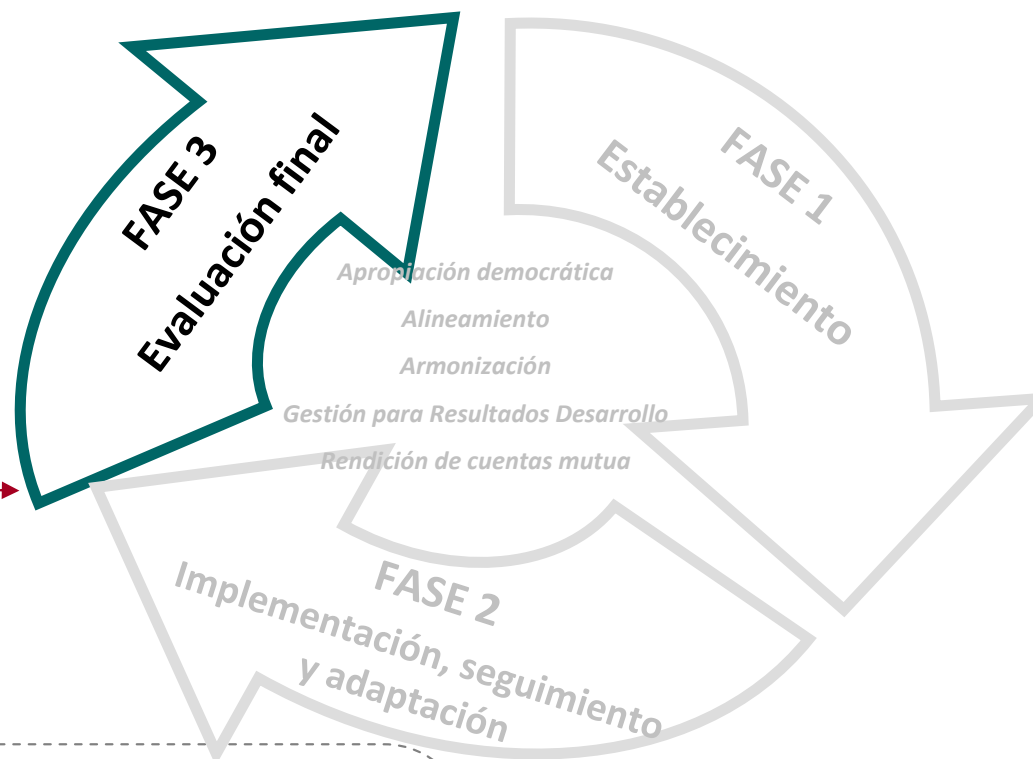 FASE 3
Evaluación final
FASE 1
Establecimiento
Apropiación democrática
Alineamiento
Armonización
Gestión para Resultados Desarrollo
Rendición de cuentas mutua
FASE 2
Implementación, seguimiento
y adaptación